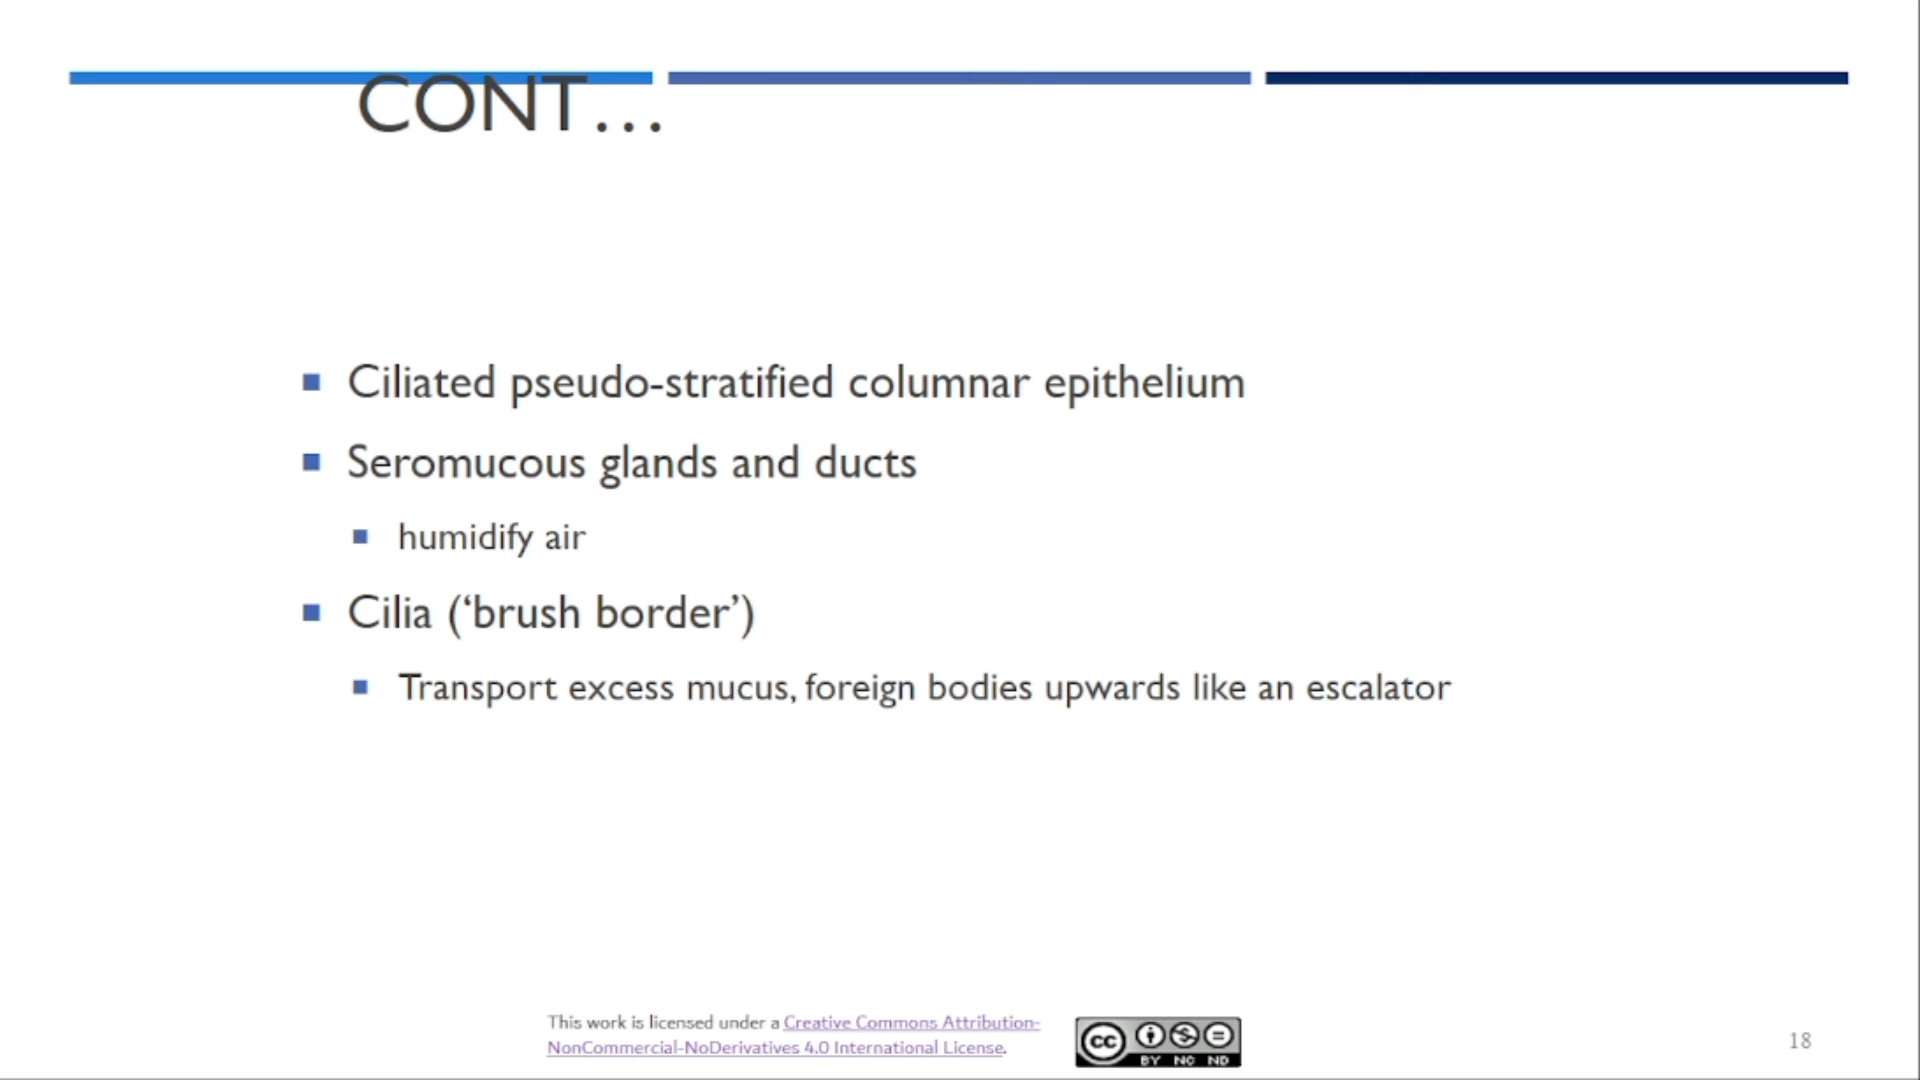 CONT...
Ciliated pseudo-stratified columnar epithelium
Seromucous glands and ducts
humidify air
Cilia (‘brush border’)
Transport excess mucus, foreign bodies upwards like an escalator
This work is licensed under a Creative Commons Attribution-
NonCommercial-NoDerivatives 4.0 International License.
cc
BY NC ND
18